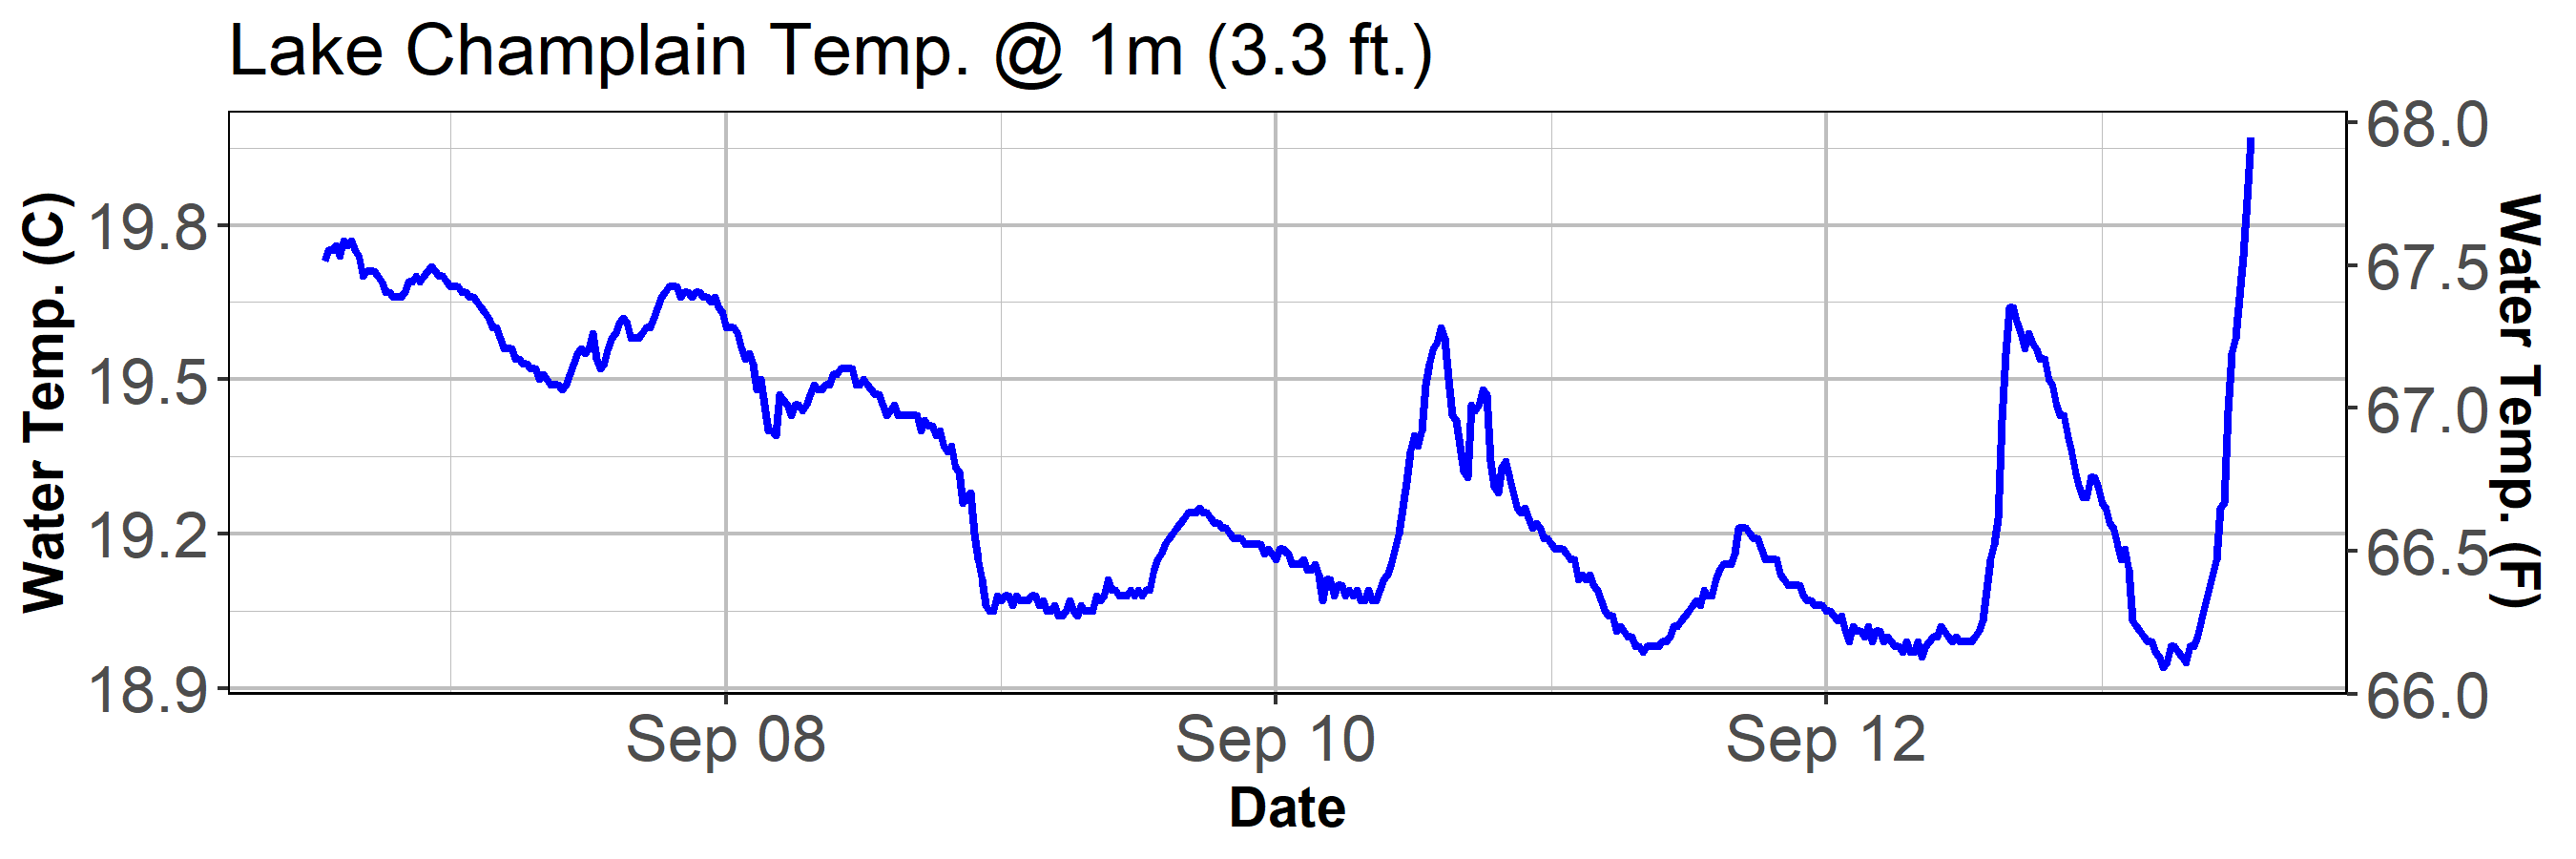 Lake Champlain Temp. @ 1m (3.3 ft.)
Water Temp. (C)
19.8
19.5
19.2
18.9
68.0
67.5
67.0
66.5
66.0
Water Temp. (F)
Sep 08
Sep 10
Sep 12
Date